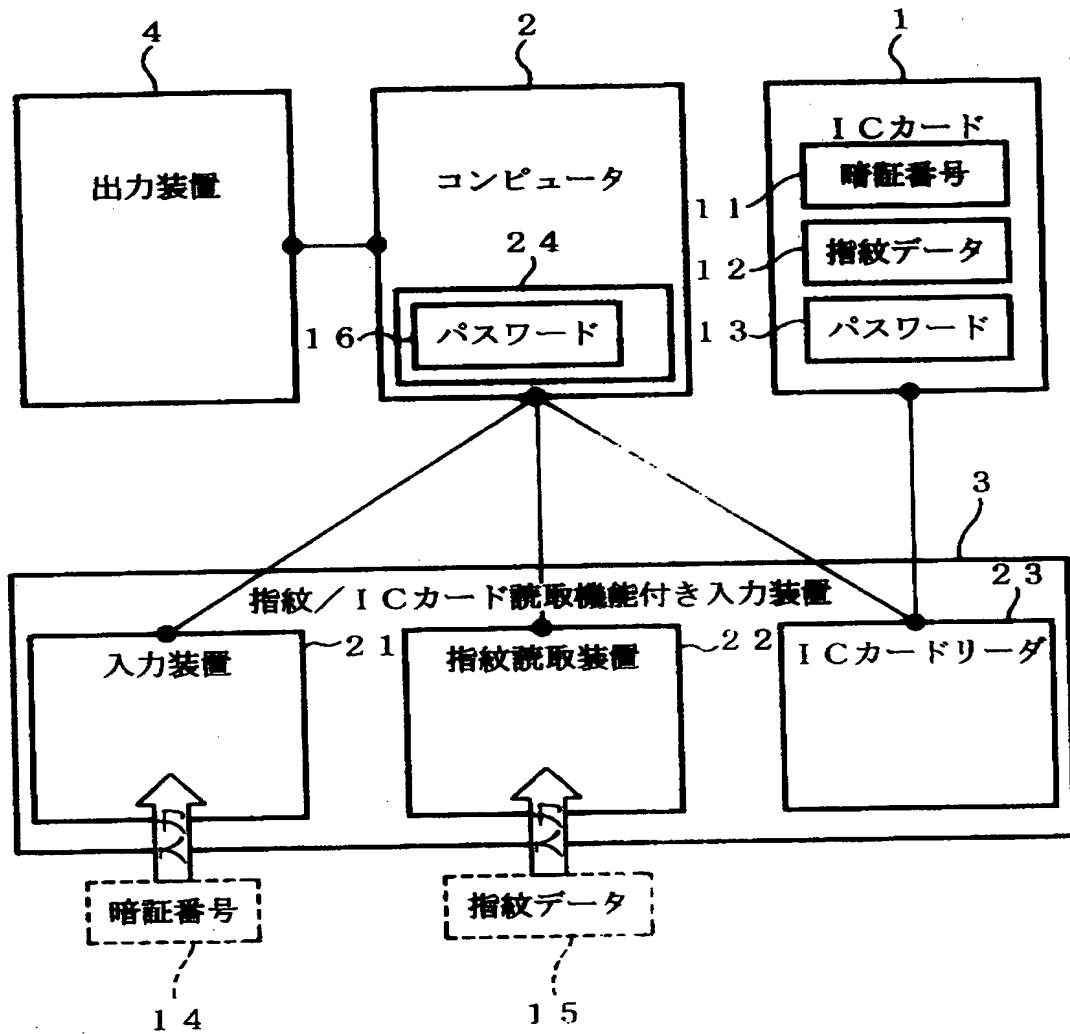 4
2
1
出力装置
コンピュータ
ＩＣカード
暗証番号
１１
指紋データ
１２
パスワード
１３
２４
パスワード
１６
3
指紋／ＩＣカード読取機能付き入力装置
２３
入力装置
２１
指紋読取装置
２２
ＩＣカードリーダ
入力
入力
暗証番号
指紋データ
１４
１５